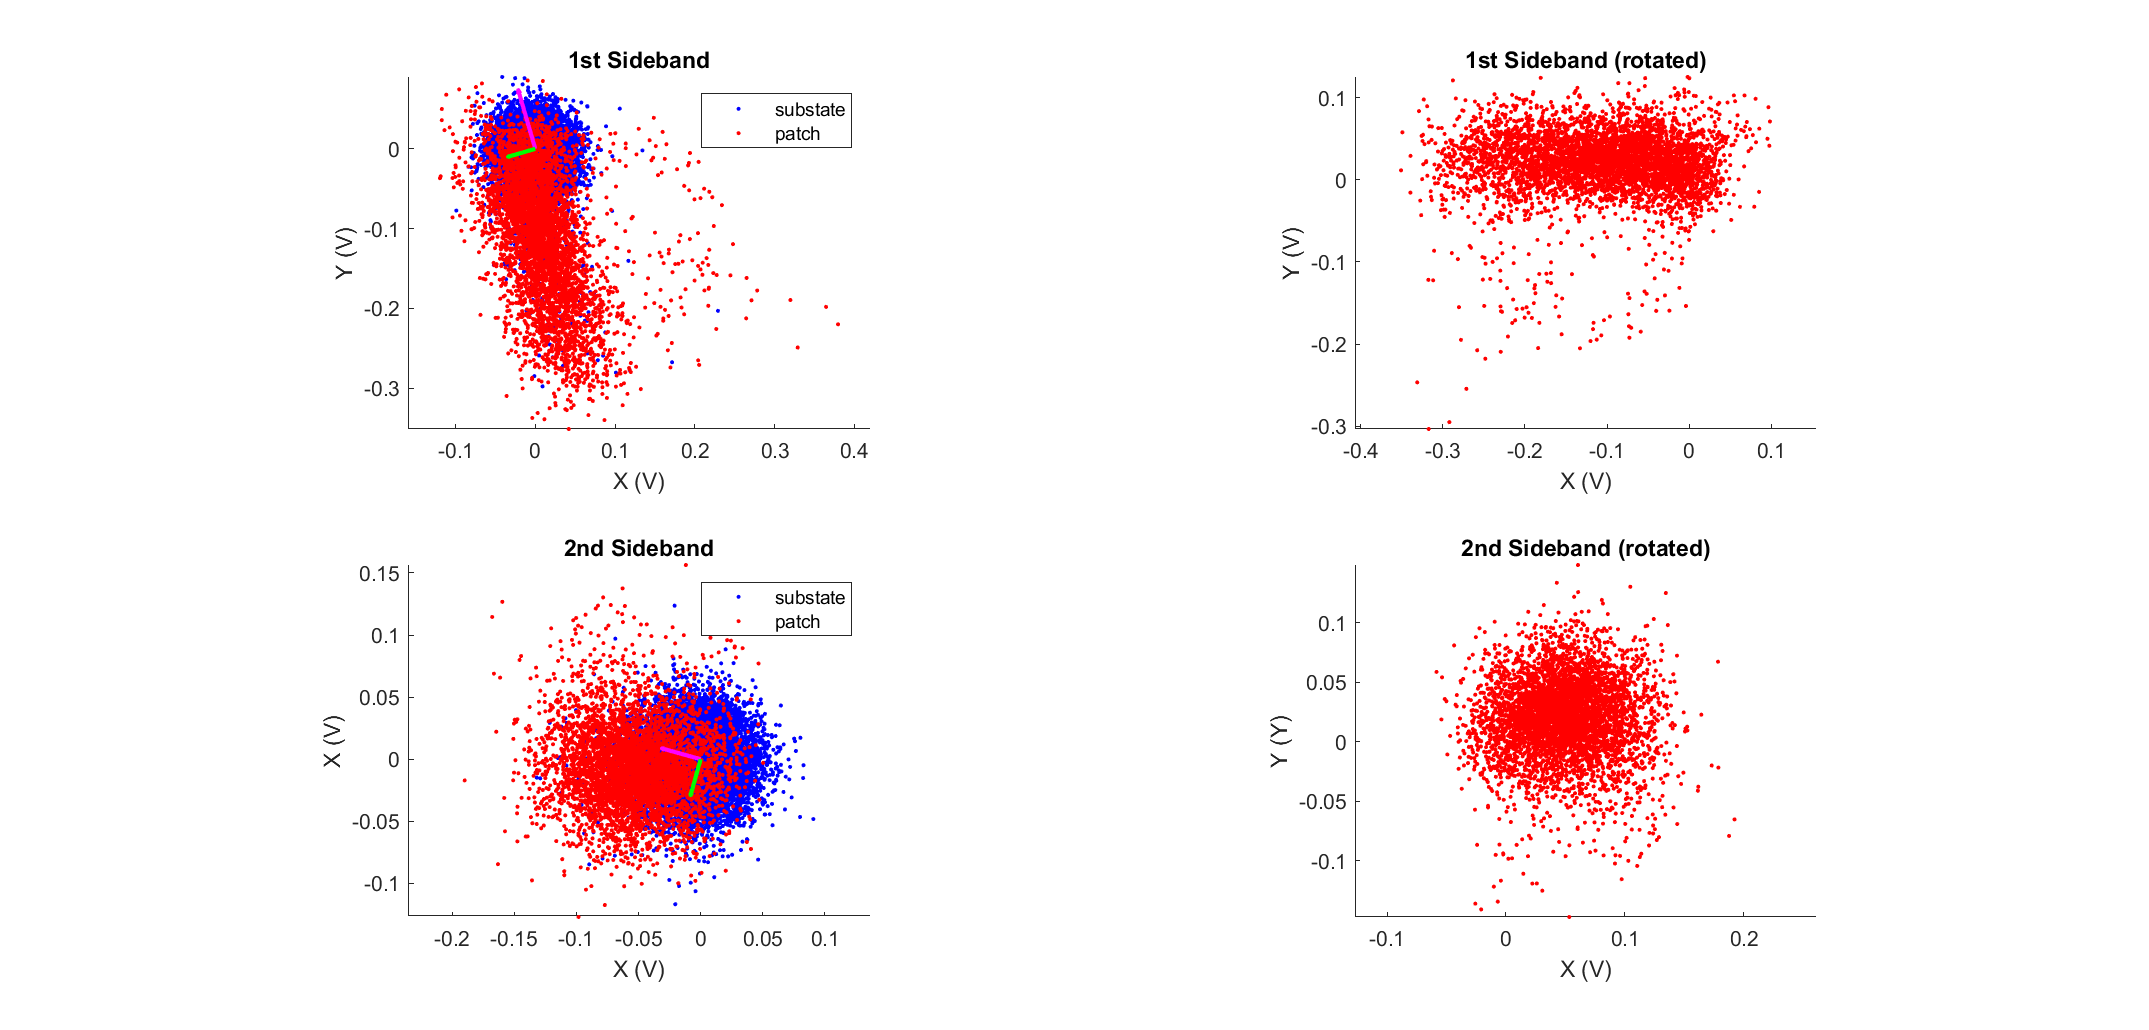 1st Sideband
substate
patch
0
-0.1
-0.2
-0.3
Y (V)
-0.1
0
0.1
0.2
0.3
0.4
X (V)
1st Sideband (rotated)
0.1
0
-0.1
-0.2
-0.3
Y (V)
-0.4
-0.3
-0.2
-0.1
0
0.1
X (V)
2nd Sideband
substate
patch
0.15
0.1
0.05
0
-0.05
-0.1
X (V)
-0.2
-0.15
-0.1
-0.05
0
0.05
0.1
X (V)
2nd Sideband (rotated)
0.1
0.05
0
-0.05
-0.1
Y (Y)
-0.1
0
0.1
0.2
X (V)